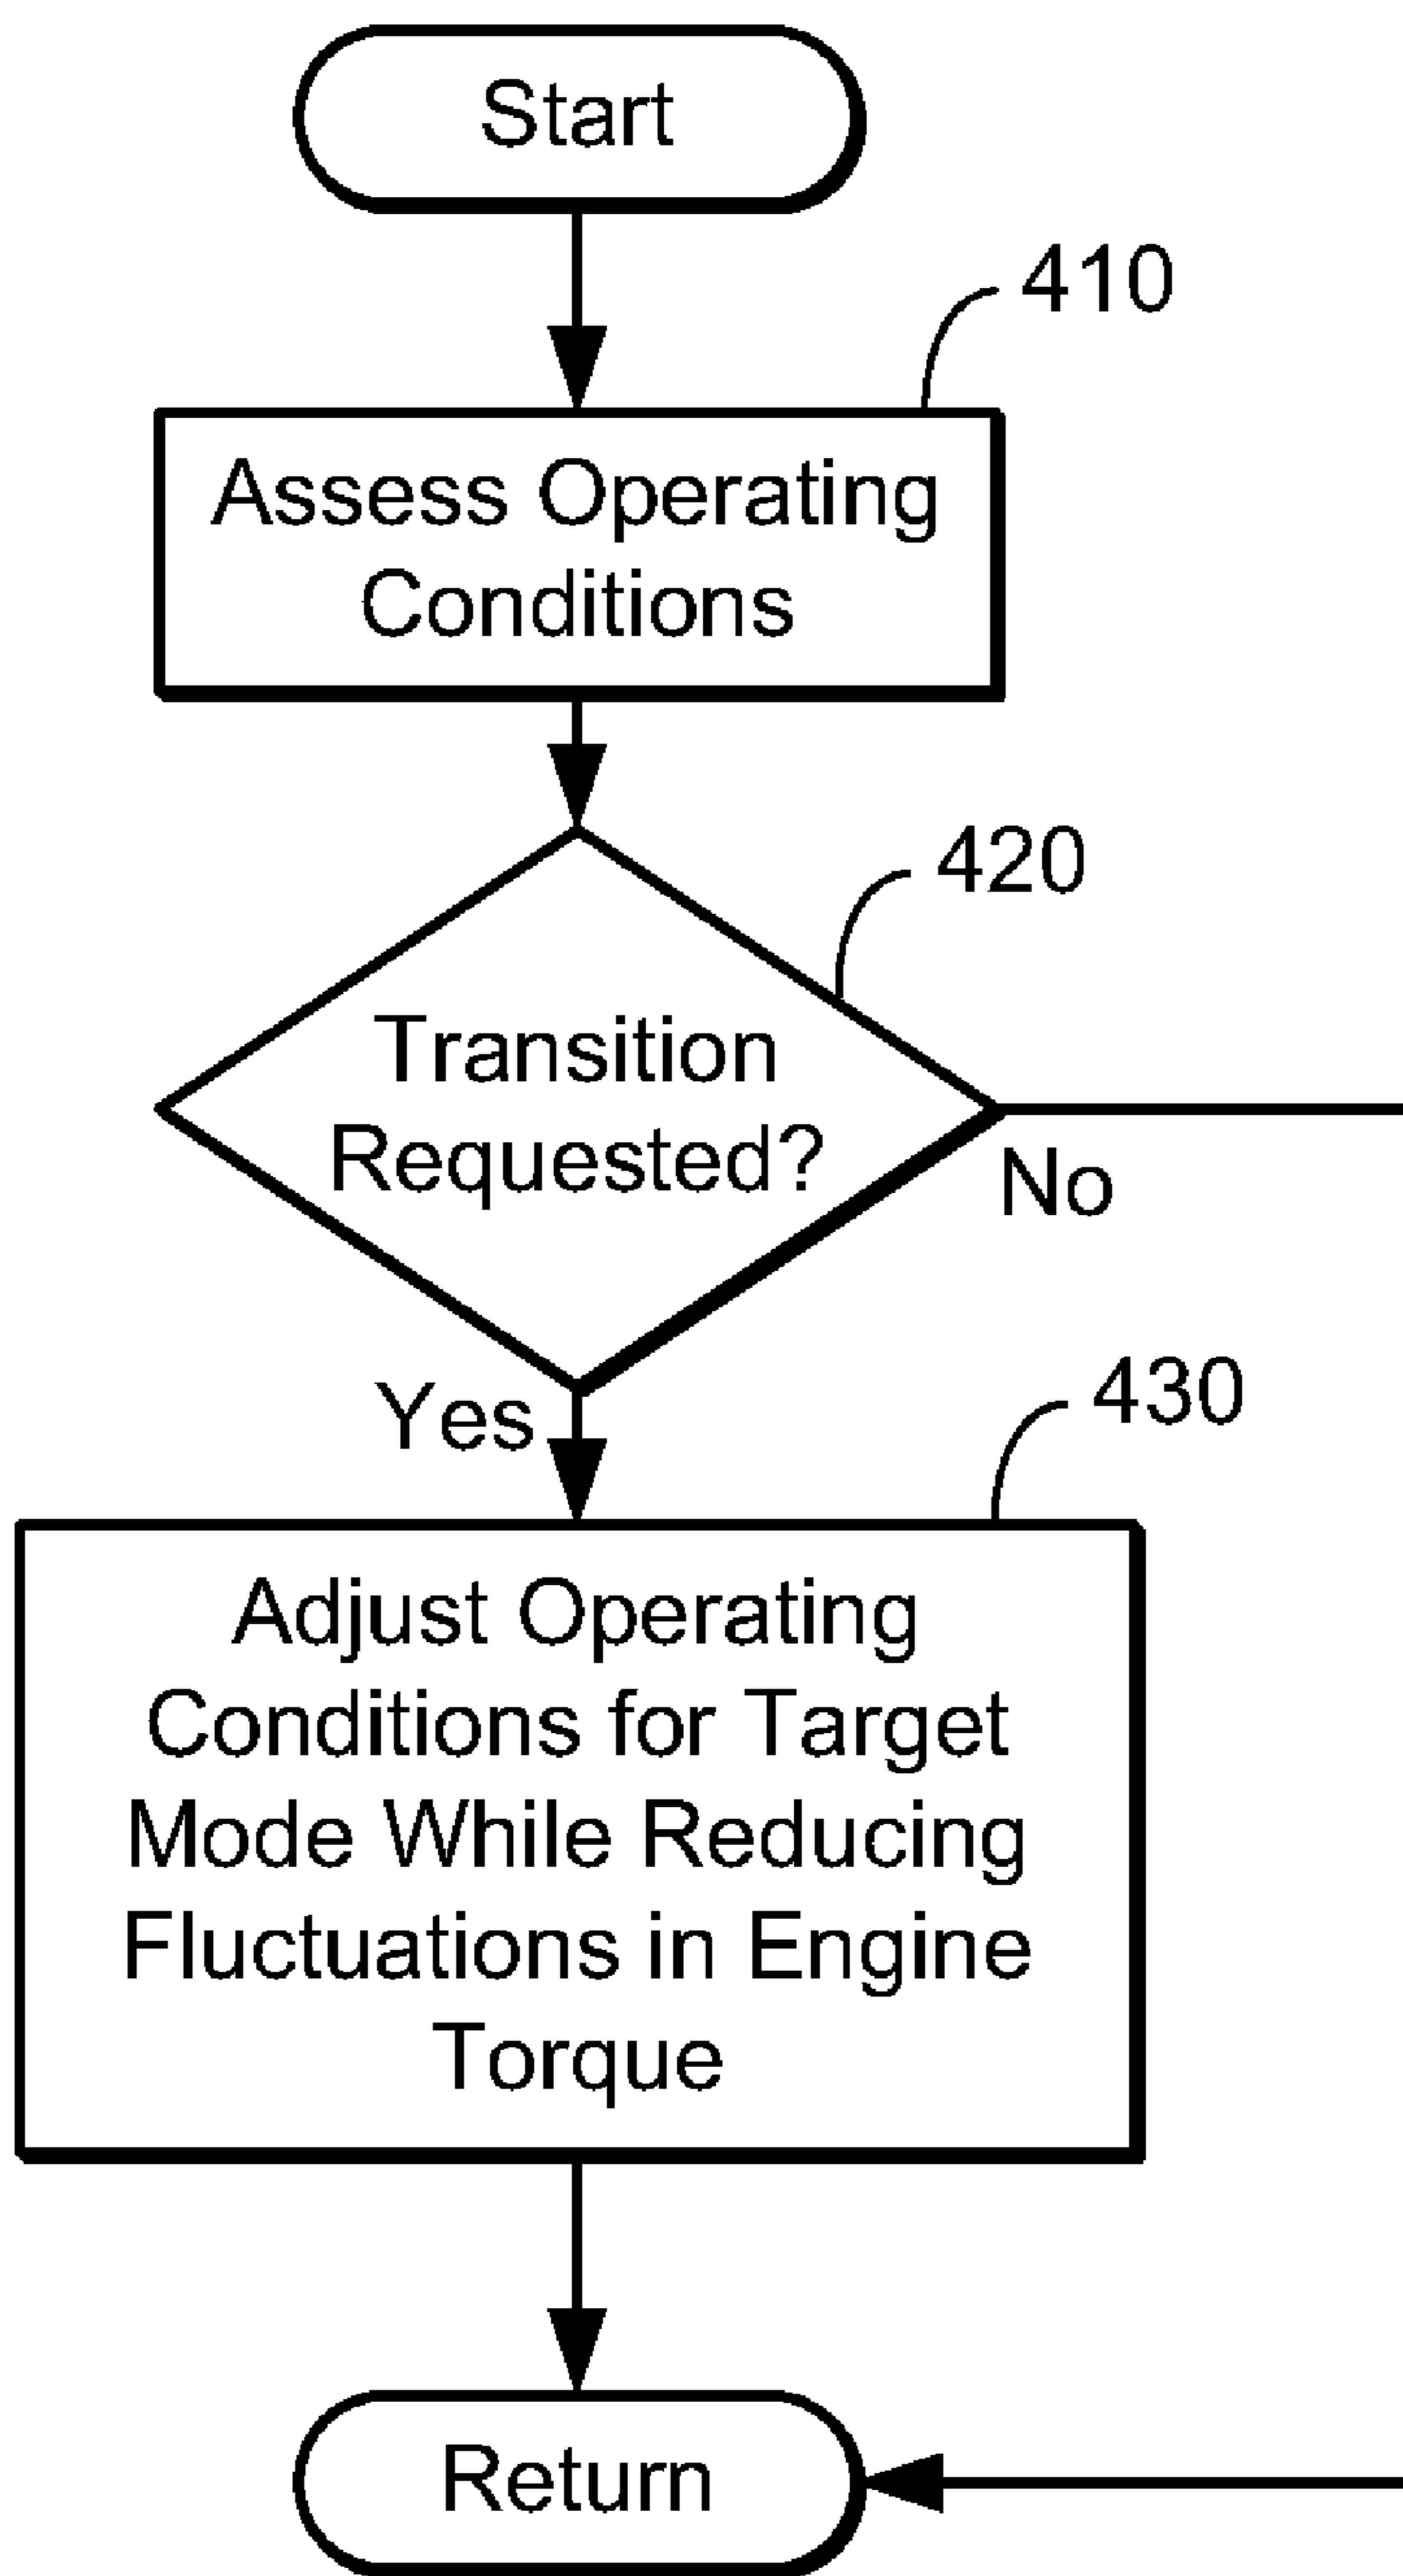 Start
410
Assess Operating
Conditions
420
Transition
Requested?
No
Yes
430
Adjust Operating
Conditions for Target
Mode While Reducing
Fluctuations in Engine
Torque
Return